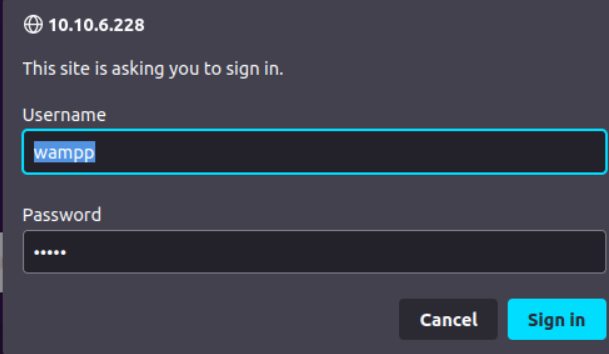 10.10.6.228
This site is asking you to sign in.
Username
wampp
Password
•••••
Cancel
Sign in